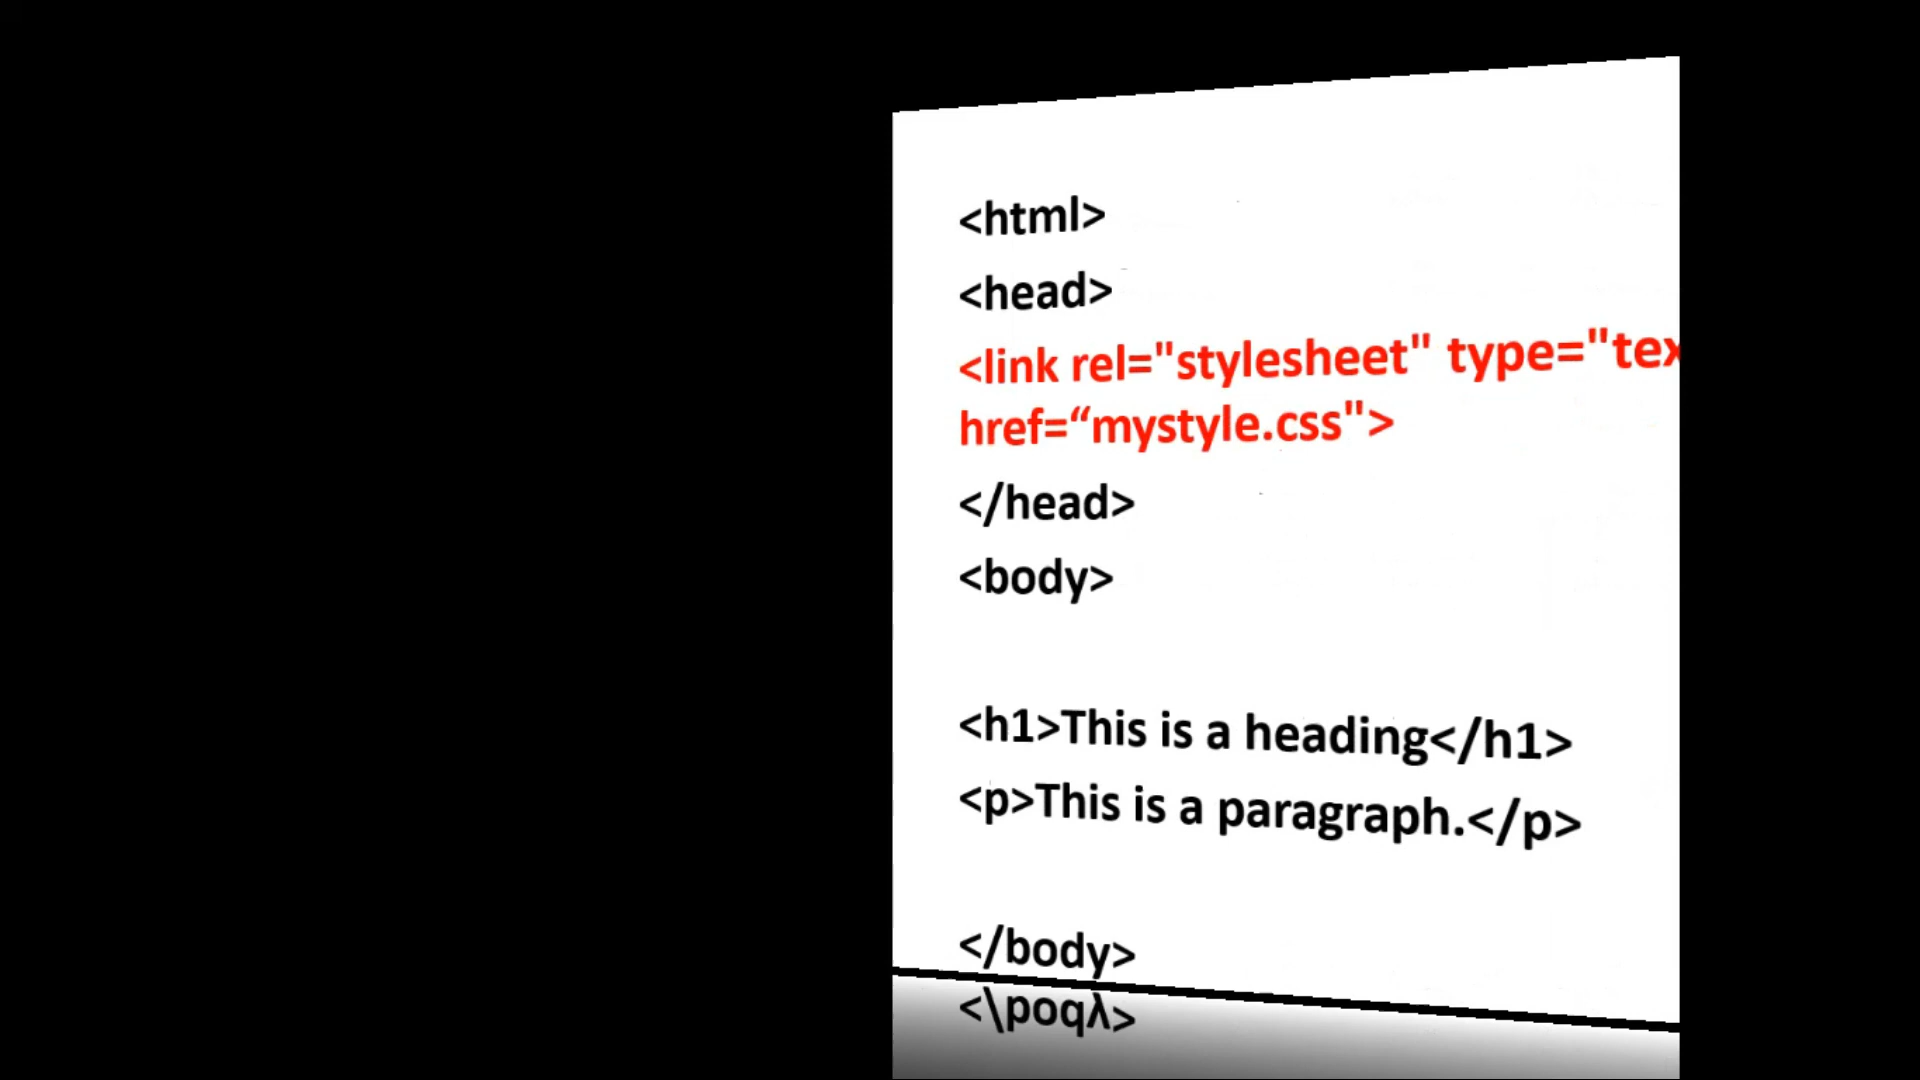 <html>
<head>
<link rel="stylesheet" type="tex
href=“mystyle.css">
</head>
<body>
<h1>This is a heading</h1>
<p>This is a paragraph.</p>
</body>